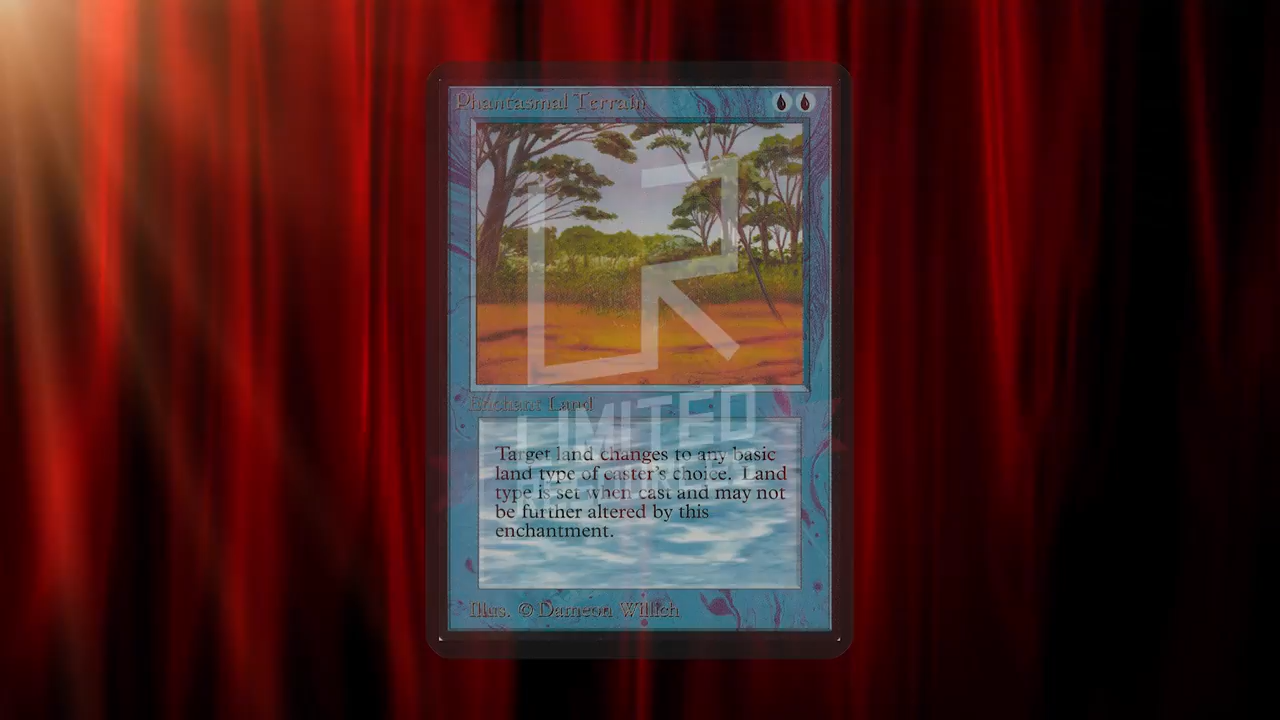 Phantasmal Terrain
Enchant Land
LIMITED
Target land changes to any basic
land type of caster's choice. Land
type is set when cast and may not
be further altered by this
enchantment.
Illus. © Dameon Willich